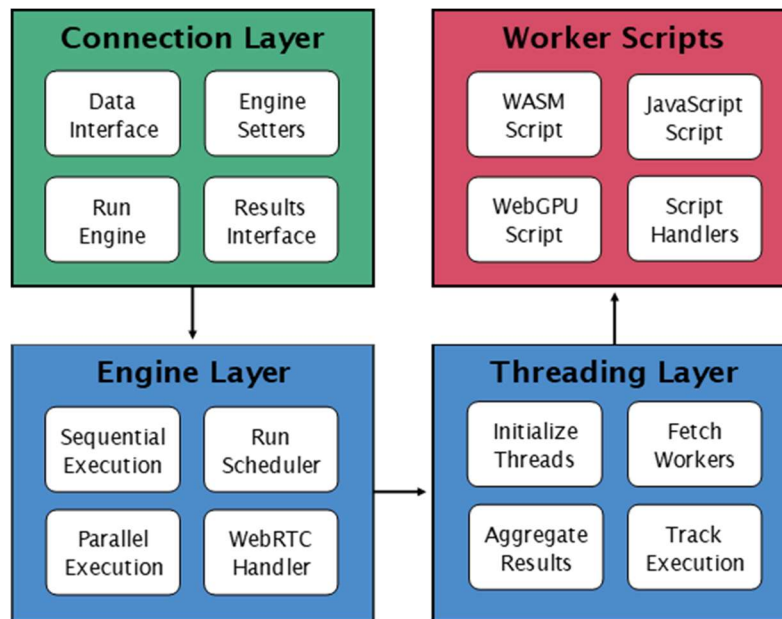 Connection Layer
Data
Interface
Engine
Setters
Run
Engine
Results
Interface
Worker Scripts
WASM
Script
JavaScript
Script
WebGPU
Script
Script
Handlers
Engine Layer
Sequential
Execution
Run
Scheduler
Parallel
Execution
WebRTC
Handler
Threading Layer
Initialize
Threads
Fetch
Workers
Aggregate
Results
Track
Execution